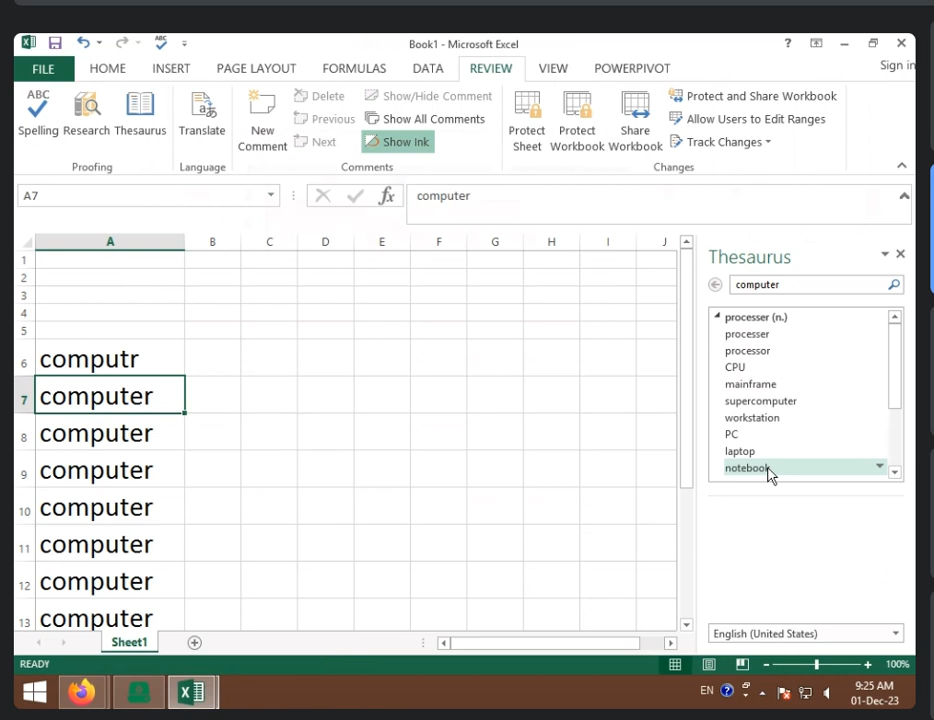 Book1 - Microsoft Excel
?
Sign in
FILE HOME INSERT PAGE LAYOUT FORMULAS DATA REVIEW VIEW POWERPIVOT
ABC
Spelling
Research
Thesaurus
Proofing
Translate
Language
New
Comment
Delete
Previous
Next
Show/Hide Comment
Show All Comments
Show Ink
Comments
Protect
Sheet
Protect
Workbook
Share
Workbook
Protect and Share Workbook
Allow Users to Edit Ranges
Track Changes
Changes
A7
fx
computer
A B C D E F G H I J
1
2
3
4
5
6 computr
7 computer
8 computer
9 computer
10 computer
11 computer
12 computer
13 computer
Thesaurus
computer
processer (n.)
processer
processor
CPU
mainframe
supercomputer
workstation
PC
laptop
notebook
English (United States)
Sheet1
READY
100%
EN
9:25 AM
01-Dec-23